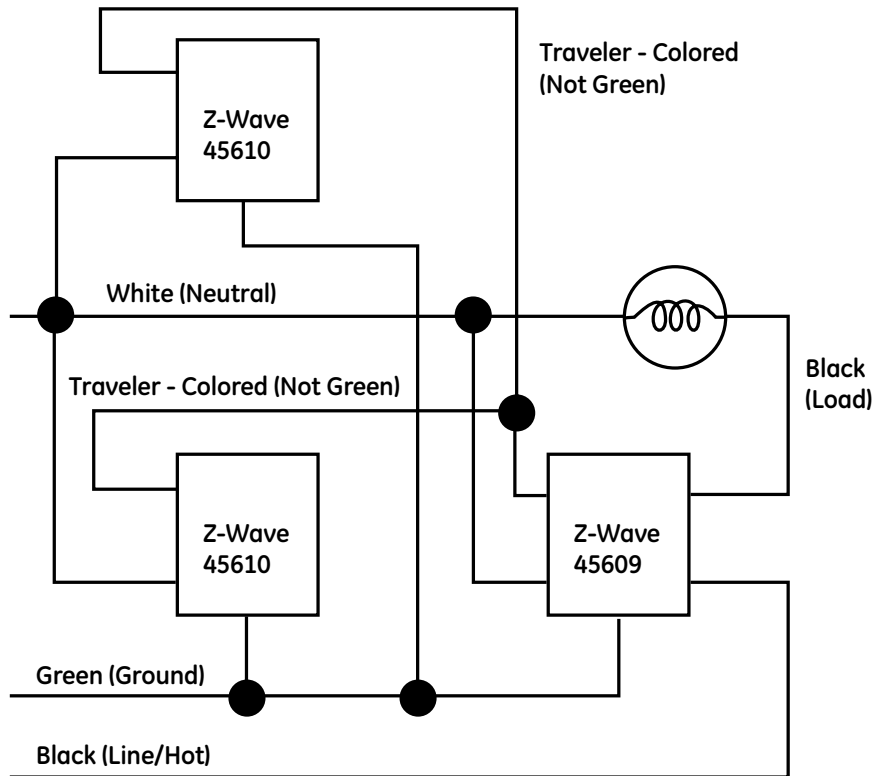 Traveler - Colored
(Not Green)
Z-Wave
45610
White (Neutral)
Traveler - Colored (Not Green)
Black
(Load)
Z-Wave
45610
Z-Wave
45609
Green (Ground)
Black (Line/Hot)